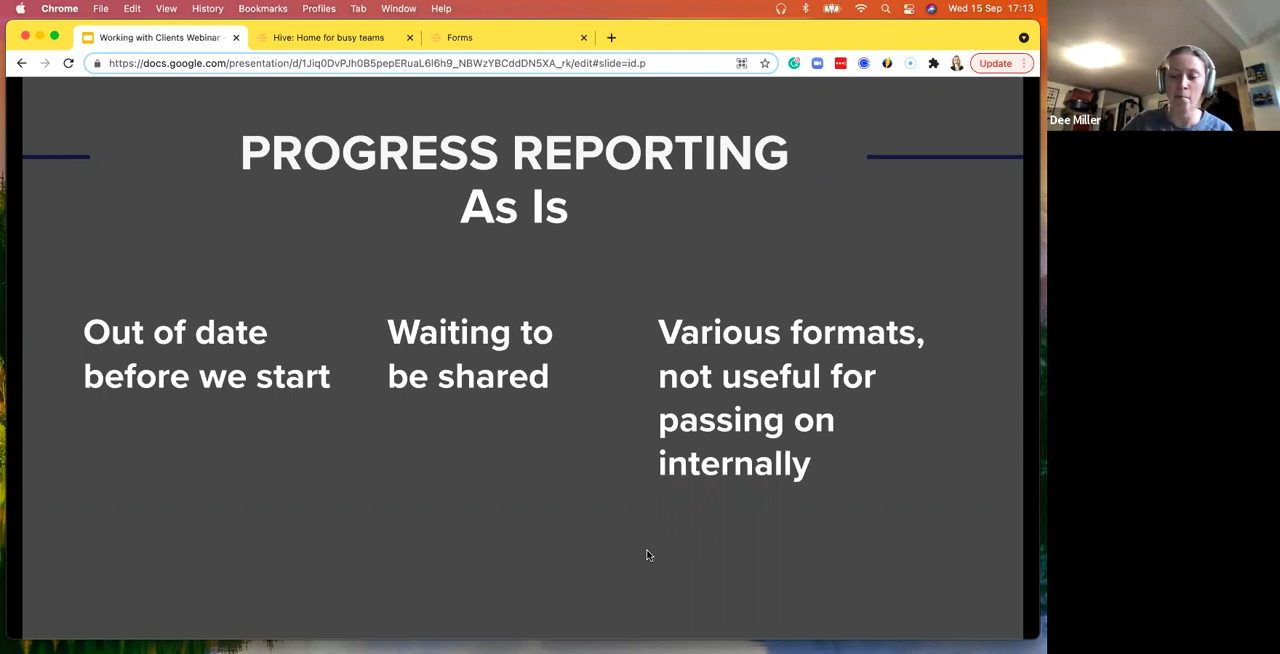 Chrome File Edit View History Bookmarks Profiles Tab Window Help Wed 15 Sep 17:13
Working with Clients Webinar Hive: Home for busy teams Forms
https://docs.google.com/presentation/d/1Jiq0DvPJh0B5pepERuaL6I6h9_NBWzYBCddDN5XA_rk/edit#slide=id.p Update
Dee Miller
PROGRESS REPORTING
As Is
Out of date
before we start
Waiting to
be shared
Various formats,
not useful for
passing on
internally